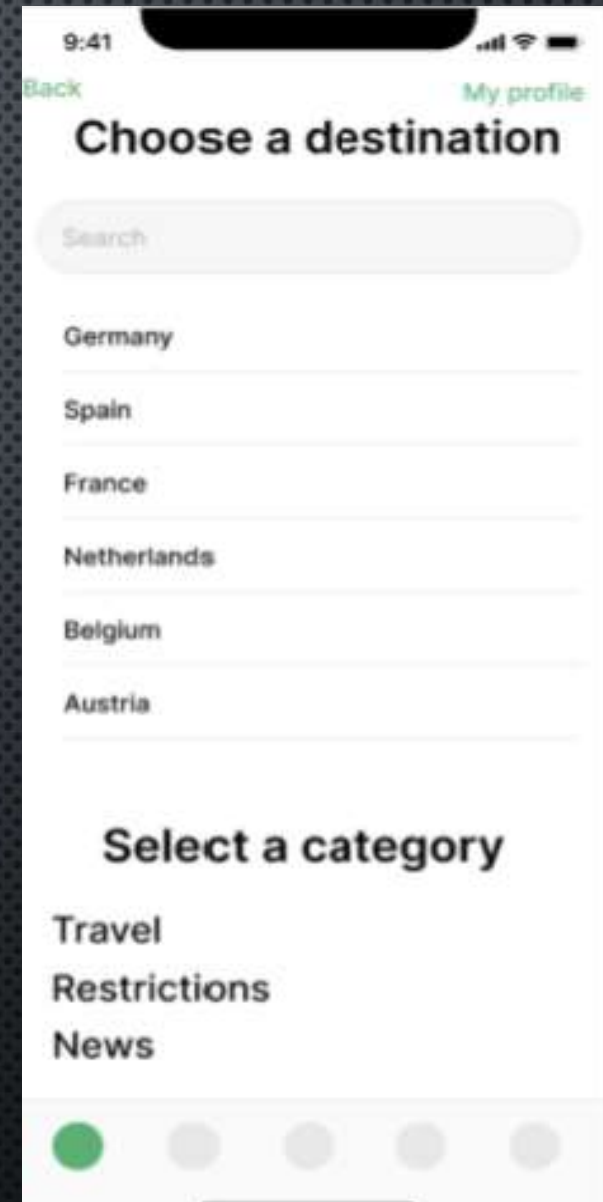 9:41
Back
My profile
Choose a destination
Search
Germany
Spain
France
Netherlands
Belgium
Austria
Select a category
Travel
Restrictions
News